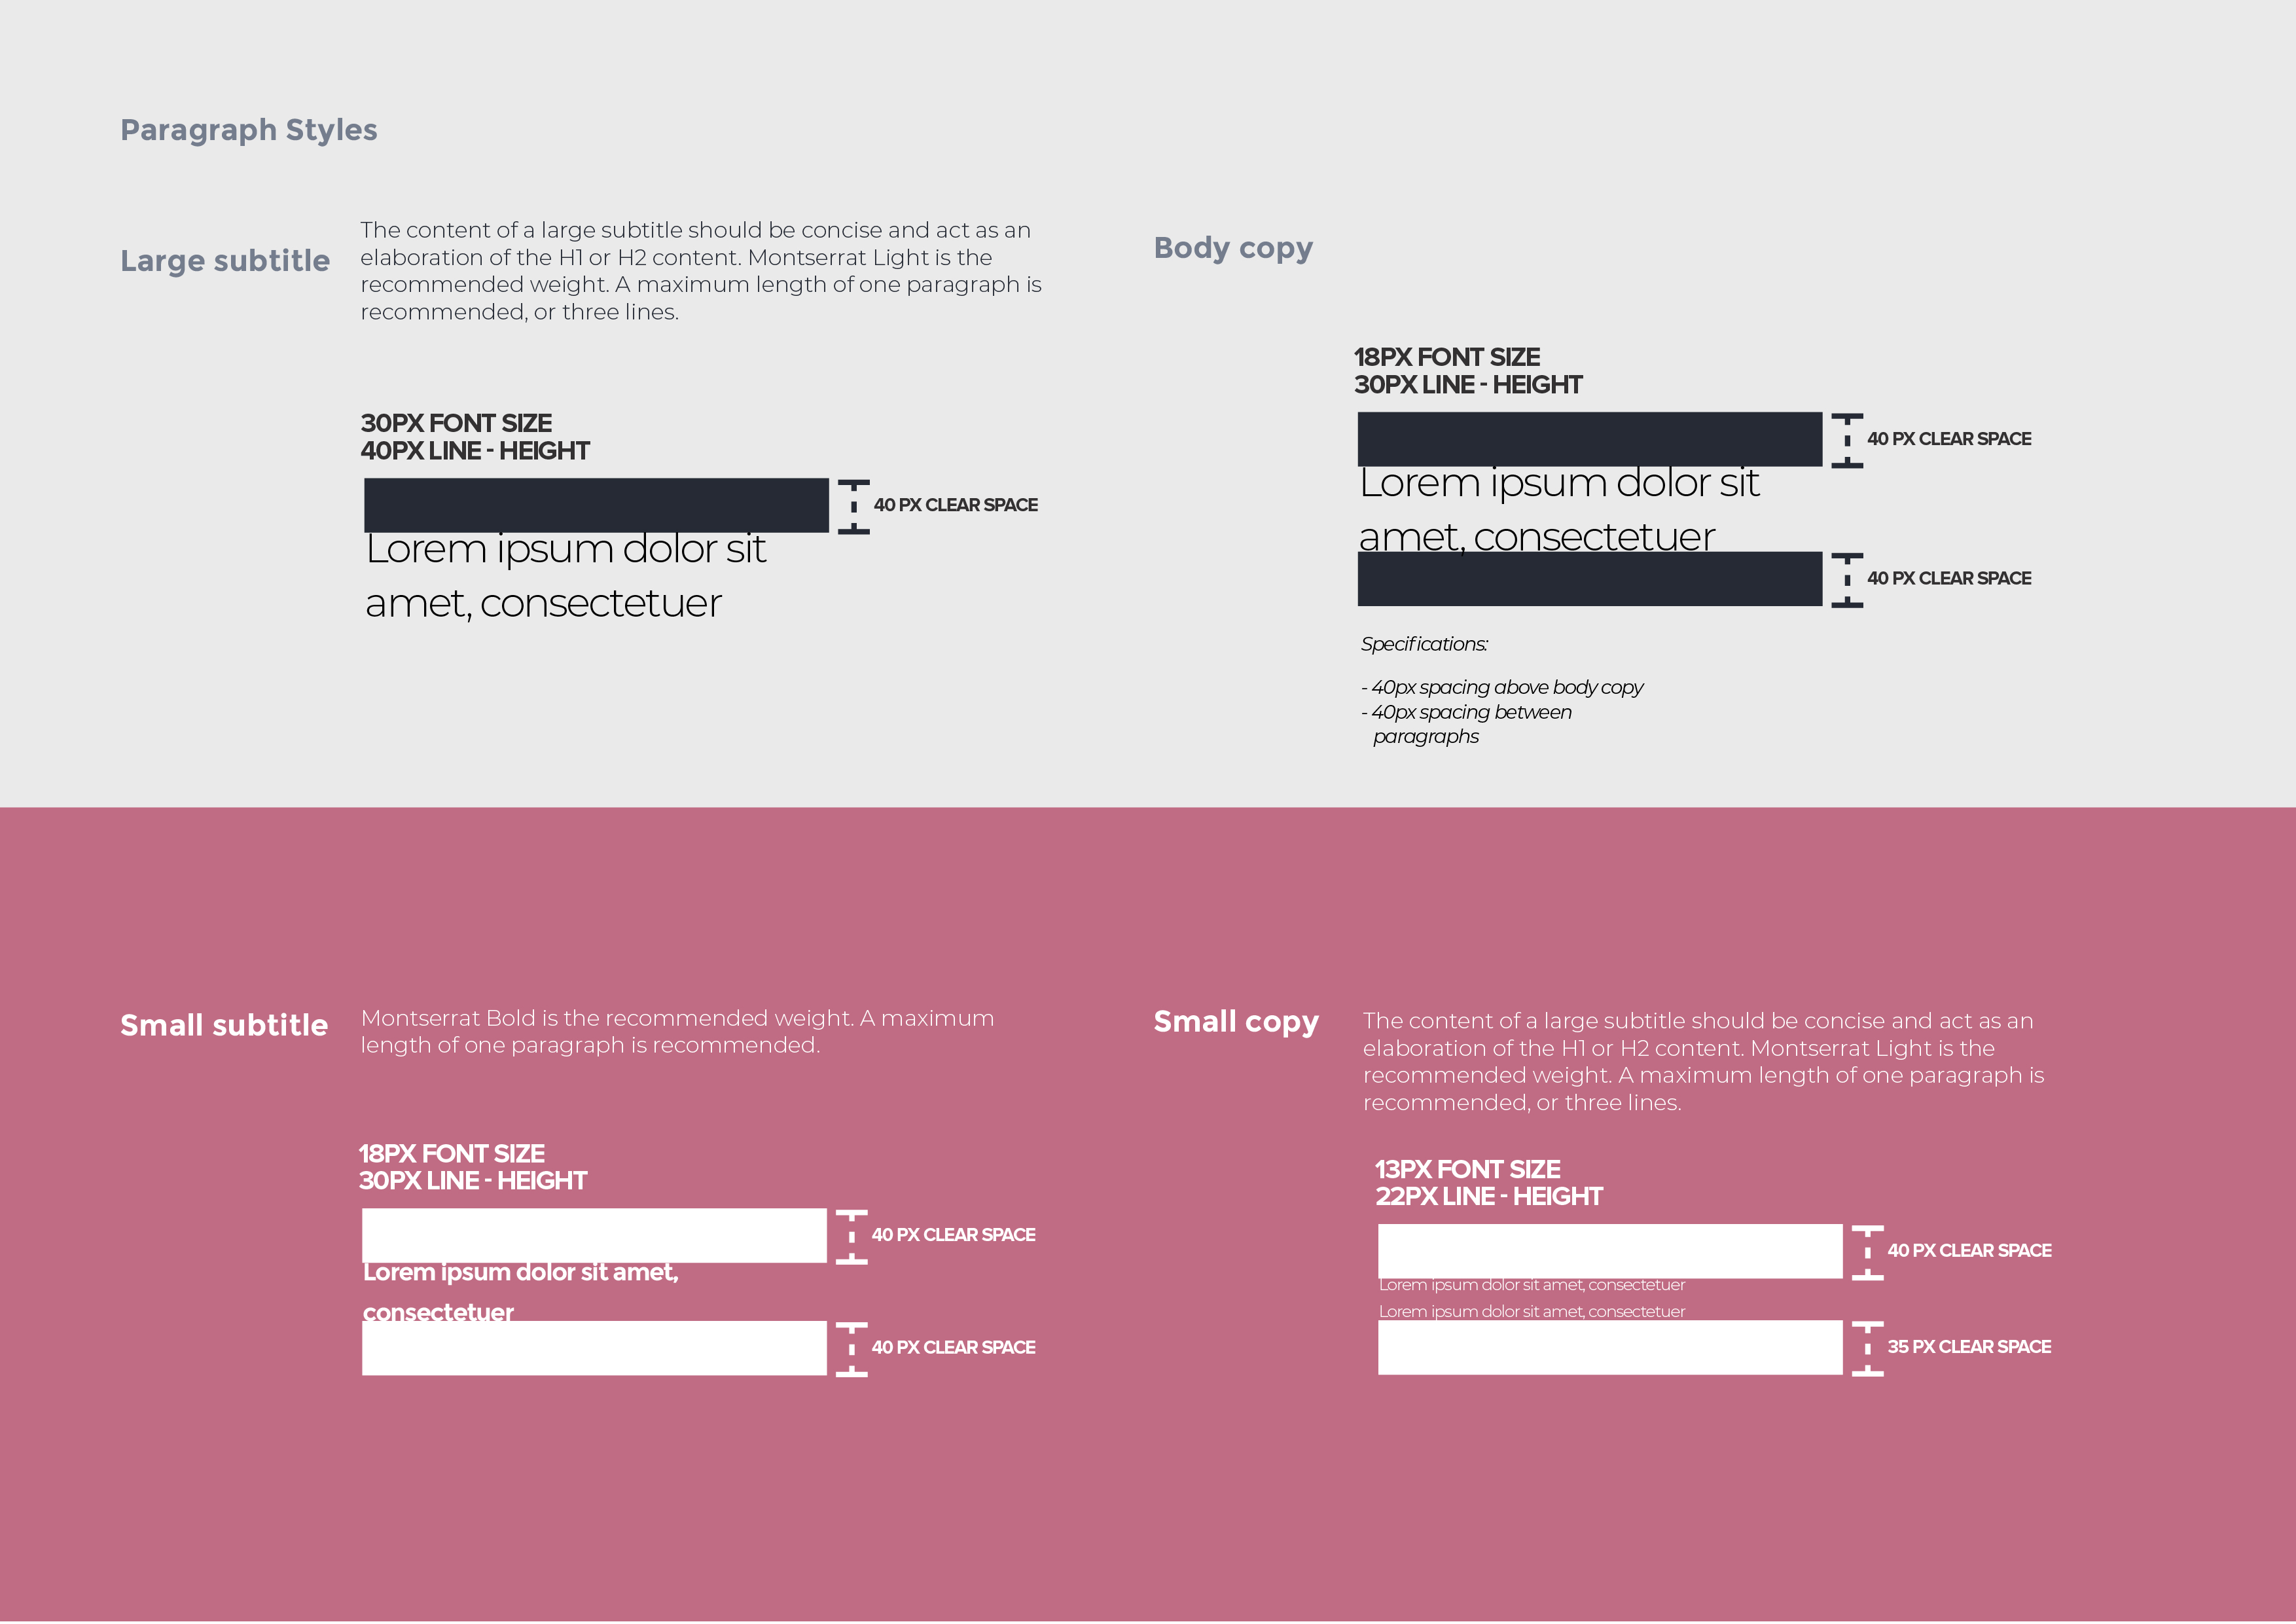 Paragraph Styles
Large subtitle
The content of a large subtitle should be concise and act as an
elaboration of the H1 or H2 content. Montserrat Light is the
recommended weight. A maximum length of one paragraph is
recommended, or three lines.
30PX FONT SIZE
40PX LINE - HEIGHT
40 PX CLEAR SPACE
Lorem ipsum dolor sit
amet, consectetuer
Body copy
18PX FONT SIZE
30PX LINE - HEIGHT
40 PX CLEAR SPACE
Lorem ipsum dolor sit
amet, consectetuer
40 PX CLEAR SPACE
Specifications:
- 40px spacing above body copy
- 40px spacing between
paragraphs
Small subtitle
Montserrat Bold is the recommended weight. A maximum
length of one paragraph is recommended.
18PX FONT SIZE
30PX LINE - HEIGHT
40 PX CLEAR SPACE
Lorem ipsum dolor sit amet,
consectetuer
40 PX CLEAR SPACE
Small copy
The content of a large subtitle should be concise and act as an
elaboration of the H1 or H2 content. Montserrat Light is the
recommended weight. A maximum length of one paragraph is
recommended, or three lines.
13PX FONT SIZE
22PX LINE - HEIGHT
40 PX CLEAR SPACE
Lorem ipsum dolor sit amet, consectetuer
Lorem ipsum dolor sit amet, consectetuer
35 PX CLEAR SPACE